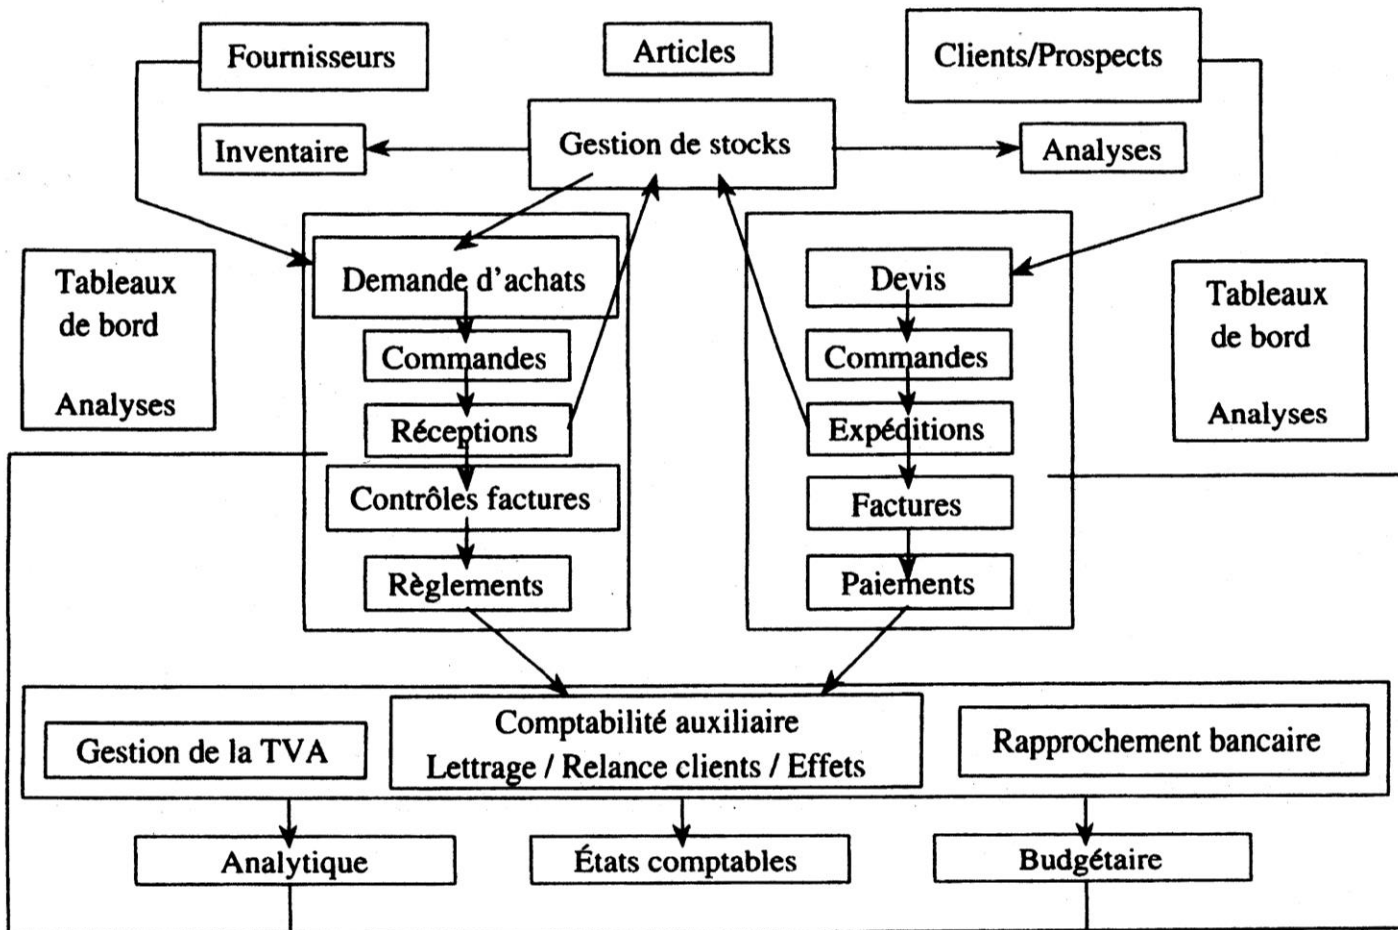 Fournisseurs
Articles
Clients/Prospects
Inventaire
Gestion de stocks
Analyses
Tableaux
de bord
Analyses
Demande d'achats
Commandes
Réceptions
Contrôles factures
Règlements
Devis
Commandes
Expéditions
Factures
Paiements
Tableaux
de bord
Analyses
Gestion de la TVA
Comptabilité auxiliaire
Lettrage / Relance clients / Effets
Rapprochement bancaire
Analytique
États comptables
Budgétaire